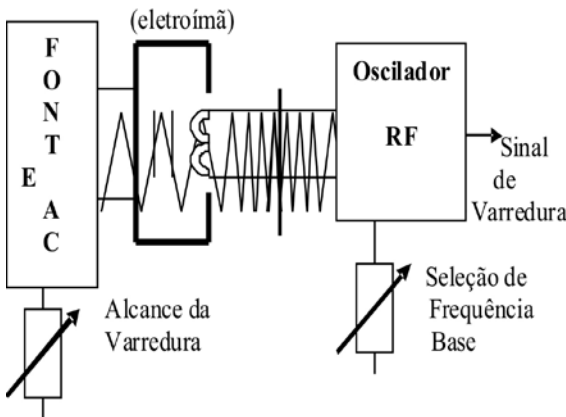 (eletroímã)
F
O
N
T
E
A
C
Oscilador
RF
Sinal
de
Varredura
Alcance da
Varredura
Seleção de
Frequência
Base